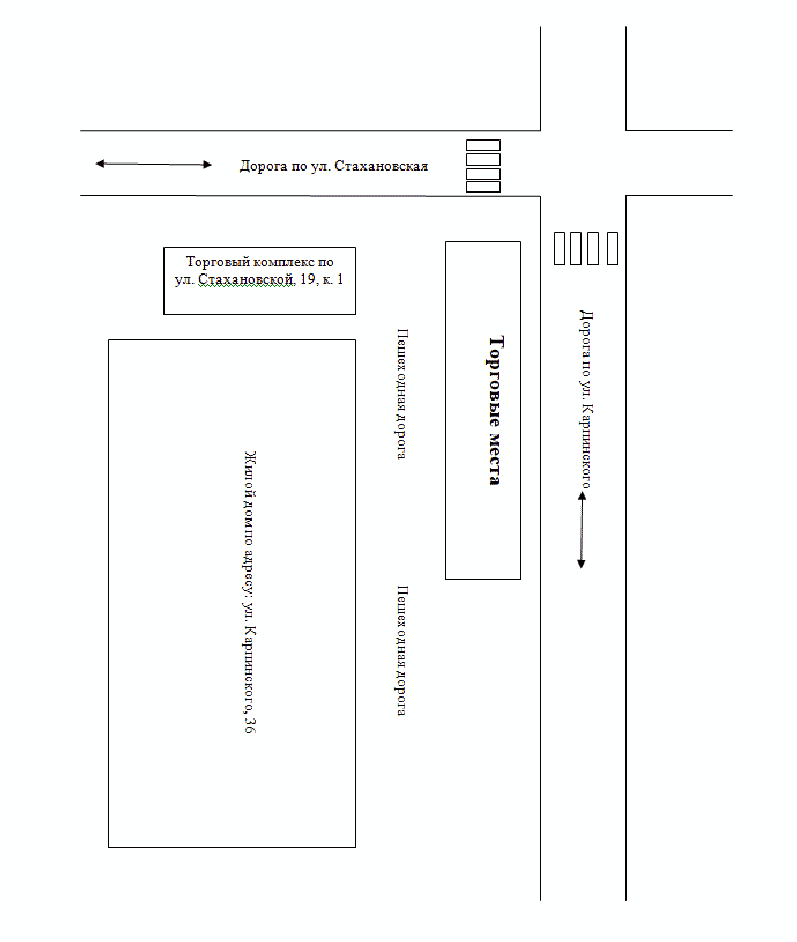 Дорога по ул. Стахановская
Торговый комплекс по
ул. Стахановской, 19, к. 1
Пешеходная дорога
Торговые места
Дорога по ул. Карпинского
Жилой дом по адресу: ул. Карпинского, 36
Пешеходная дорога